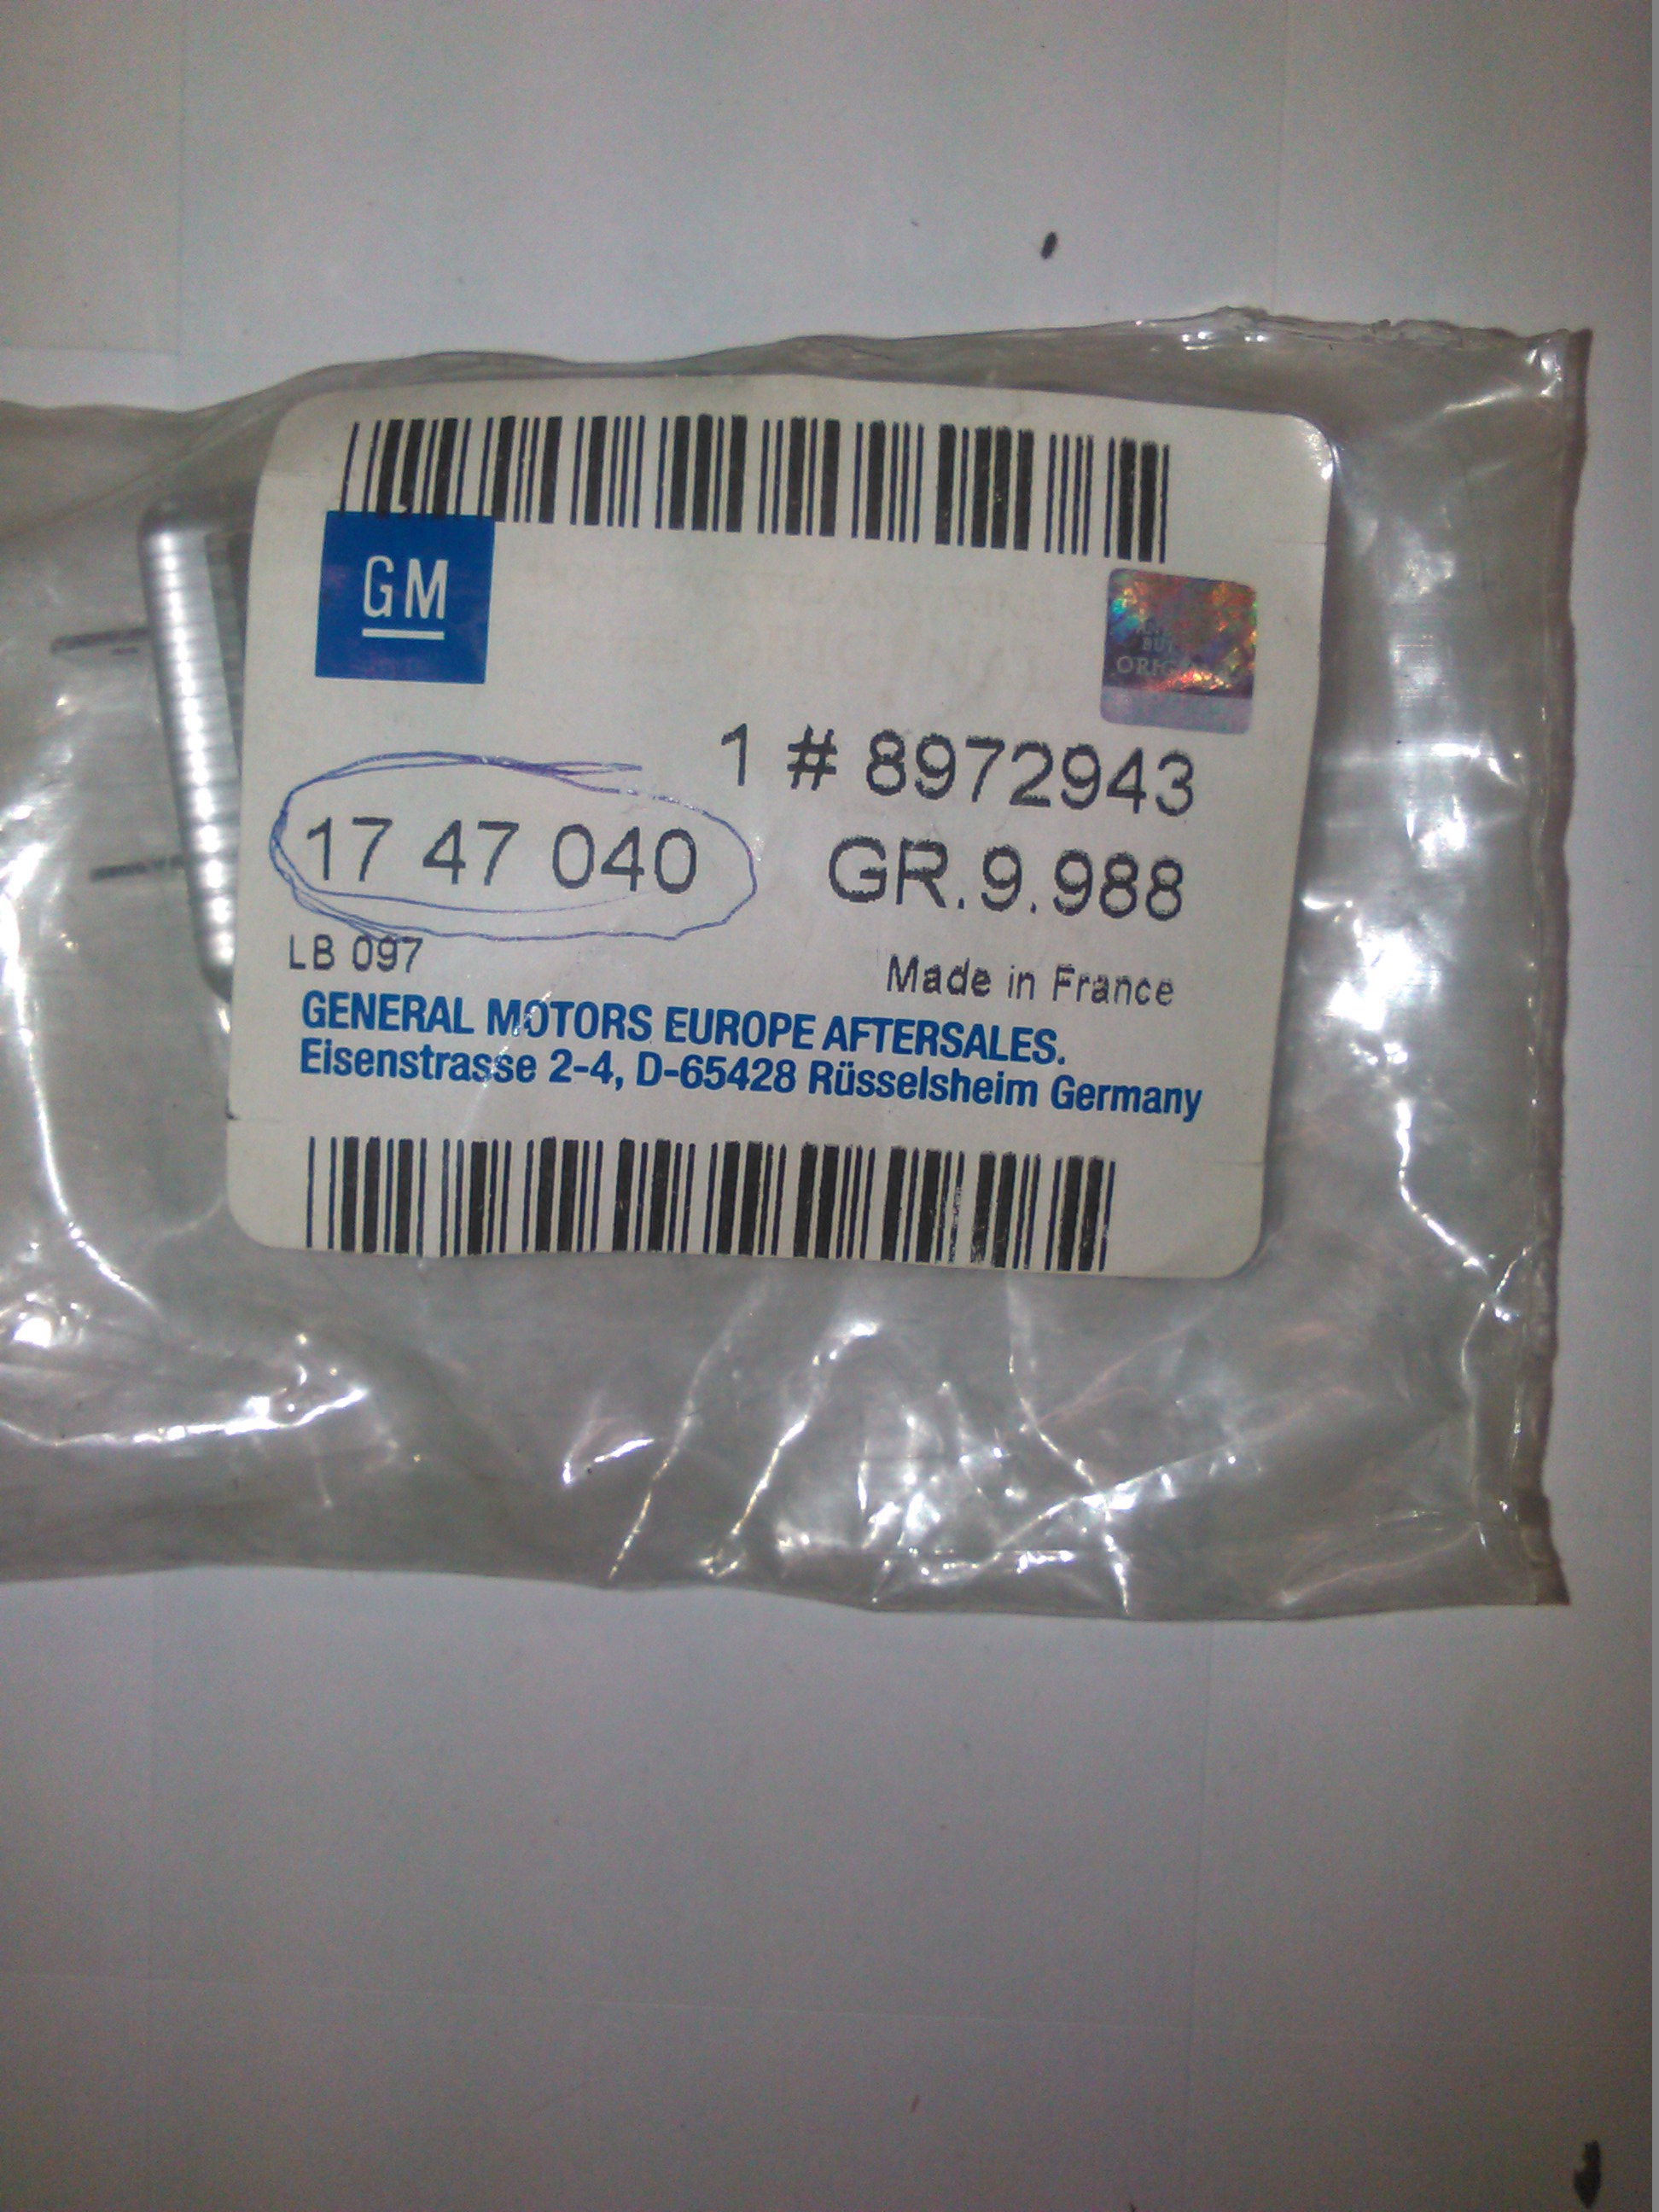 GM
BUT
1 # 8972943
17 47 040 GR.9.988
LB 097 Made in France
GENERAL MOTORS EUROPE AFTERSALES.
Eisenstrasse 2-4, D-65428 Rüsselsheim Germany